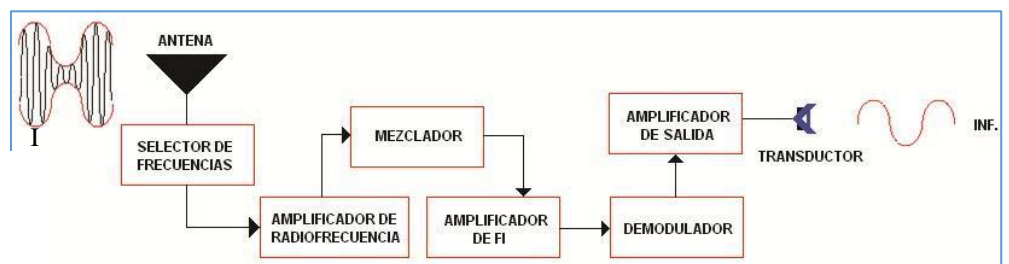 ANTENA
I
SELECTOR DE
FRECUENCIAS
AMPLIFICADOR DE
RADIOFRECUENCIA
MEZCLADOR
AMPLIFICADOR
DE FI
DEMODULADOR
AMPLIFICADOR
DE SALIDA
TRANSDUCTOR
INF.